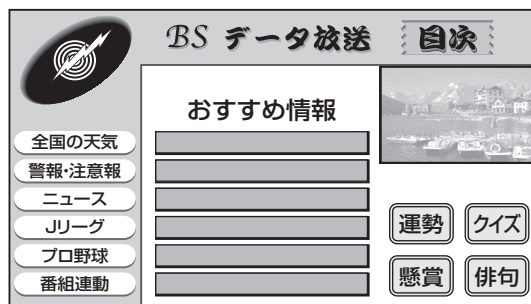 BS データ放送 目次
おすすめ情報
全国の天気
警報・注意報
ニュース
Jリーグ
プロ野球
番組連動
運勢 クイズ
懸賞 俳句